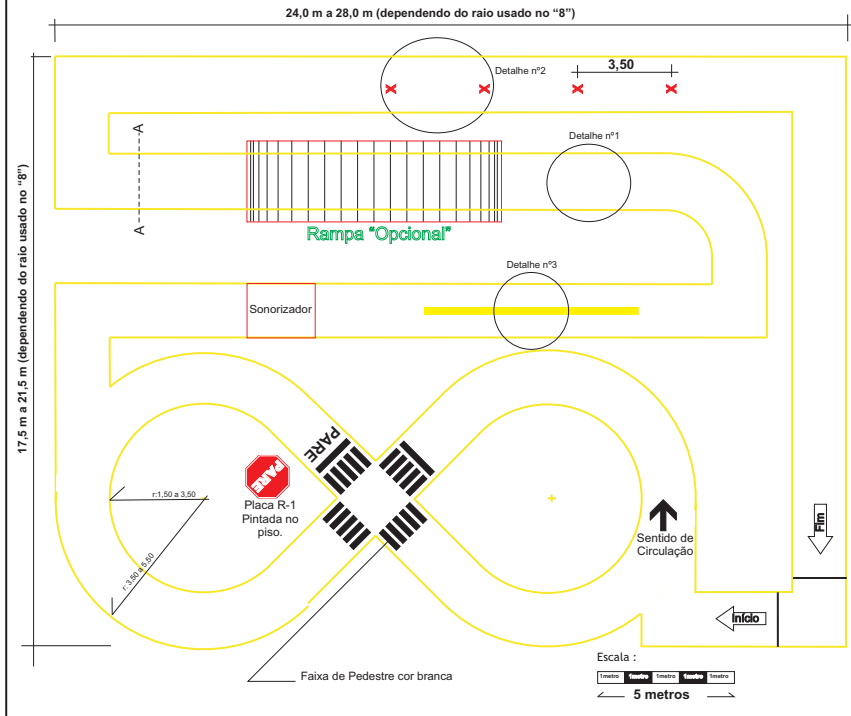 24,0 m a 28,0 m (dependendo do raio usado no “8”)
17,5 m a 21,5 m (dependendo do raio usado no “8”)
Detalhe nº2
3,50
X X X X
A
A
Detalhe nº1
Rampa “Opcional”
Detalhe nº3
Sonorizador
PARE
PARE
Placa R-1
Pintada no
piso.
r:1,50 a 3,50
r:3,50 a 5,50
Sentido de
Circulação
Fim
Início
Faixa de Pedestre cor branca
Escala :
1metro 1metro 1metro 1metro 1metro
5 metros